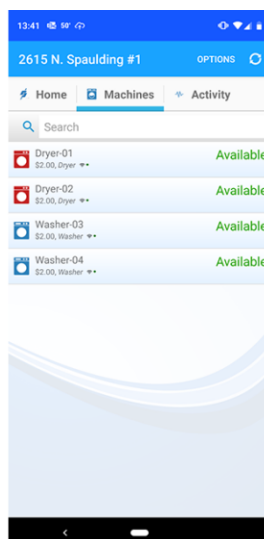 13:41 50°
2615 N. Spaulding #1 OPTIONS
Home Machines Activity
Search
Dryer-01 Available
$2.00, Dryer
Dryer-02 Available
$2.00, Dryer
Washer-03 Available
$2.00, Washer
Washer-04 Available
$2.00, Washer